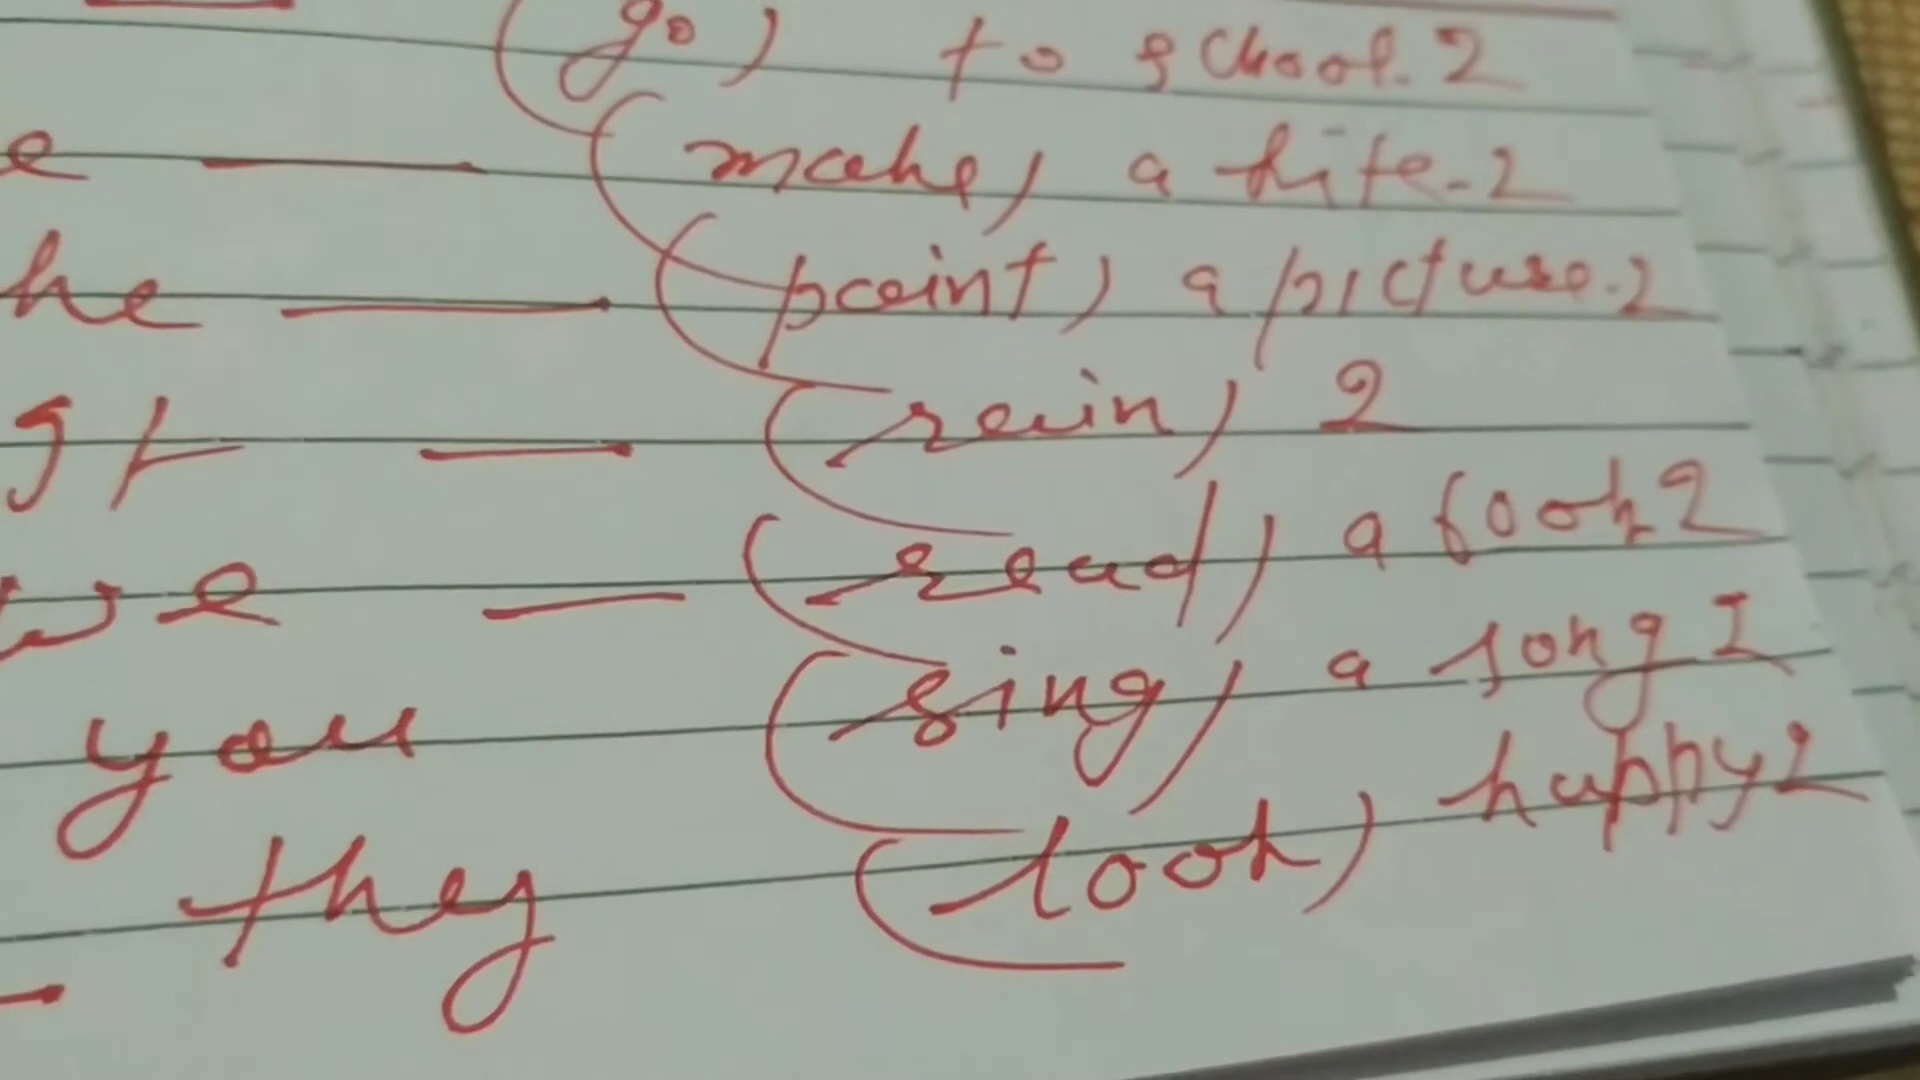 (go) to school. 2
e — (make) a kite. 2
he — (paint) a picture. 2
It — (rain) 2
we — (read) a book 2
you (sing) a song 2
they (look) happy 2